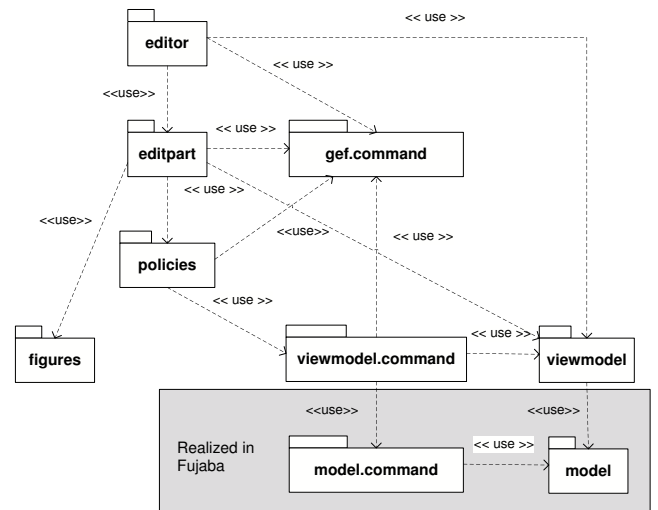 << use >>
editor
<< use >>
<<use>>
<< use >>
editpart
gef.command
<< use >>
<<use>>
<<use>>
<< use >>
policies
<< use >>
<< use >>
figures
viewmodel.command
viewmodel
<<use>>
<<use>>
Realized in
Fujaba
<< use >>
model.command
model